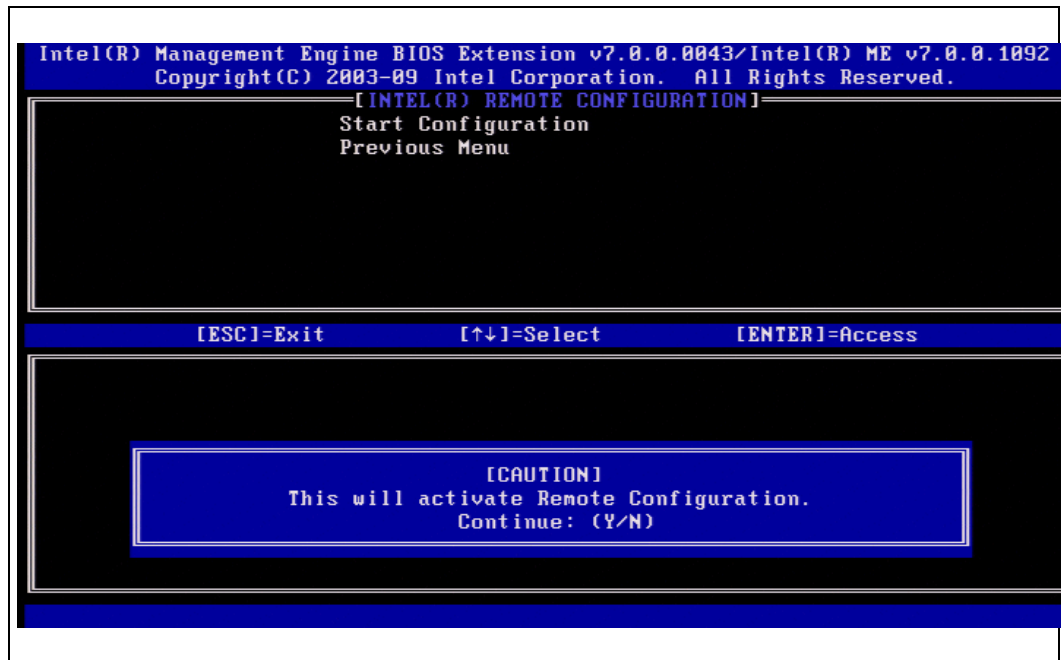 Intel(R) Management Engine BIOS Extension v7.0.0.0043/Intel(R) ME v7.0.0.1092
Copyright(C) 2003-09 Intel Corporation. All Rights Reserved.
[INTEL(R) REMOTE CONFIGURATION]
Start Configuration
Previous Menu
[ESC]=Exit [↑↓]=Select [ENTER]=Access
[CAUTION]
This will activate Remote Configuration.
Continue: (Y/N)